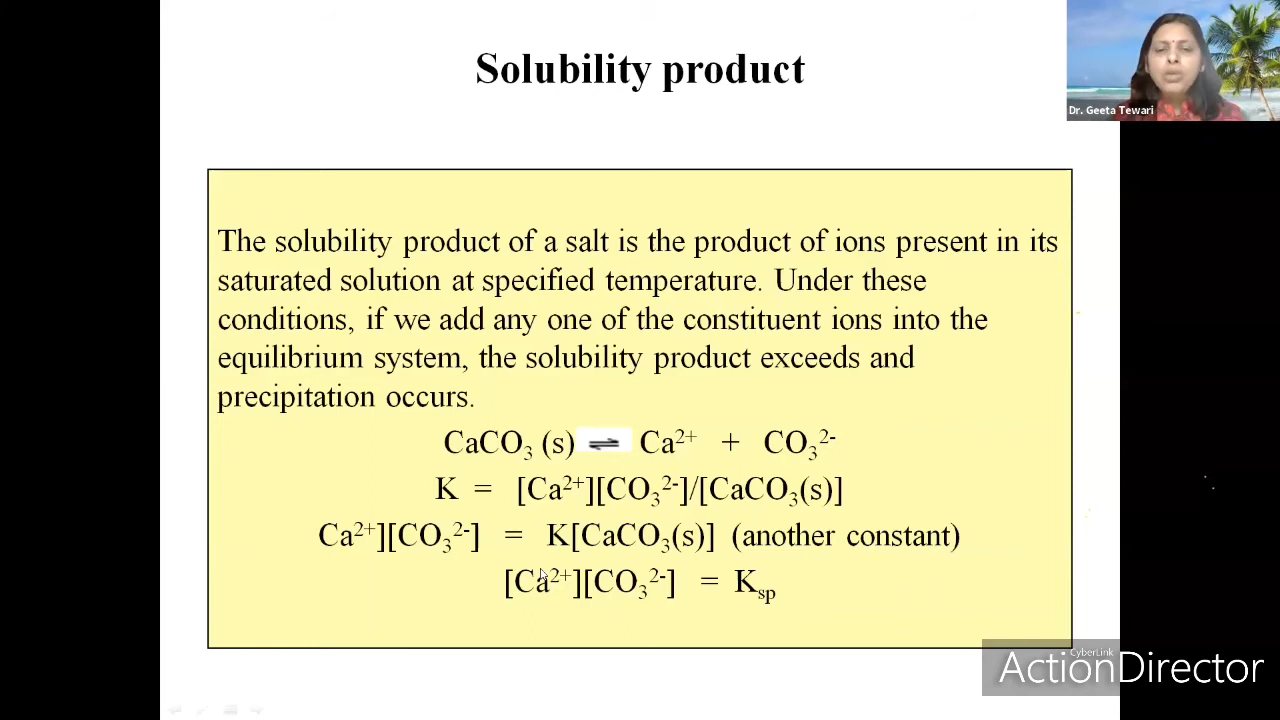 Solubility product
Dr. Geeta Tewari
The solubility product of a salt is the product of ions present in its
saturated solution at specified temperature. Under these
conditions, if we add any one of the constituent ions into the
equilibrium system, the solubility product exceeds and
precipitation occurs.
CaCO₃ (s) ⇌ Ca²⁺ + CO₃²⁻
K = [Ca²⁺][CO₃²⁻]/[CaCO₃(s)]
Ca²⁺][CO₃²⁻] = K[CaCO₃(s)] (another constant)
[Ca²⁺][CO₃²⁻] = Kₛₚ
CyberLink
ActionDirector